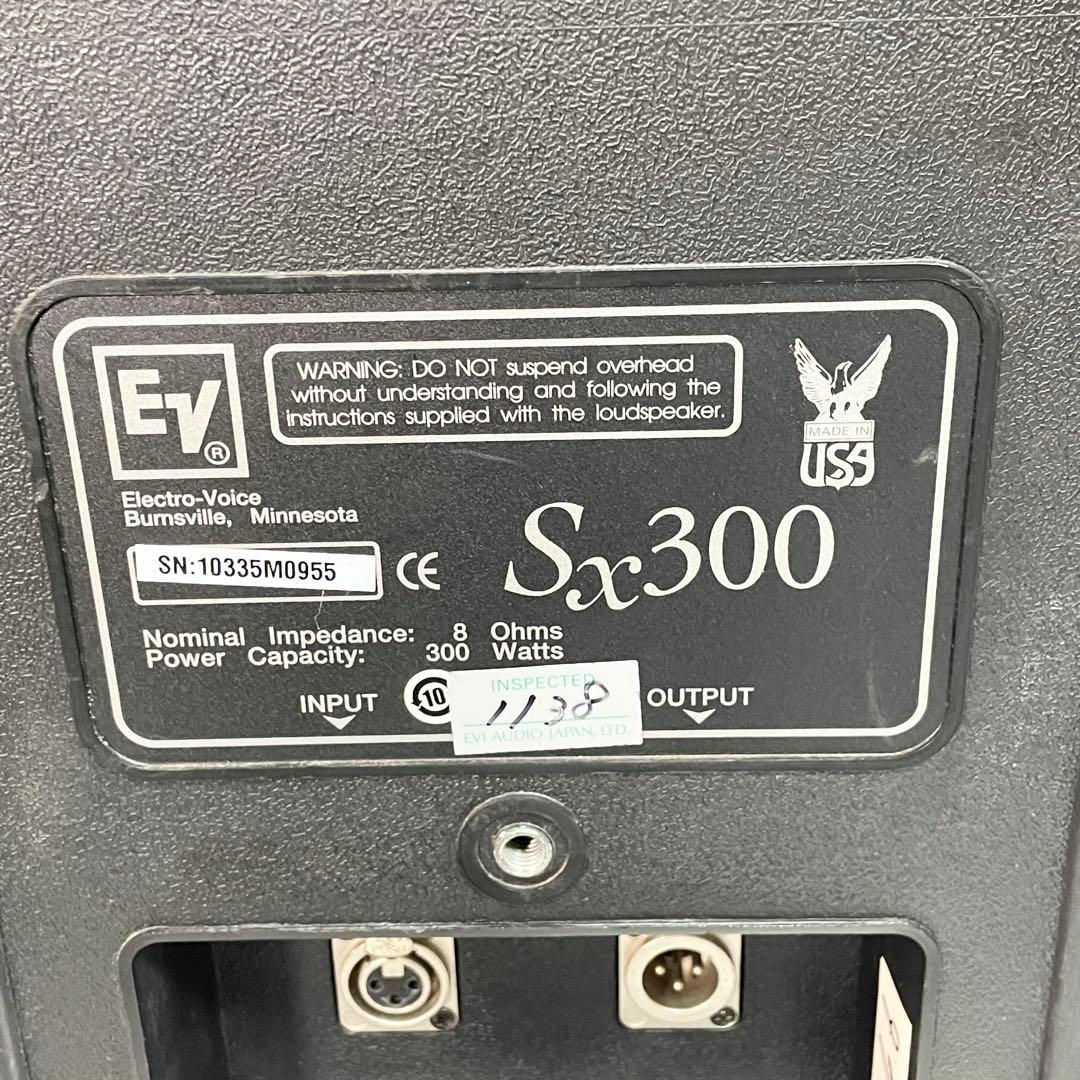 EV®
WARNING: DO NOT suspend overhead
without understanding and following the
instructions supplied with the loudspeaker.
MADE IN
USA
Electro-Voice
Burnsville, Minnesota
SN:10335M0955
CE
Sx300
Nominal Impedance: 8 Ohms
Power Capacity: 300 Watts
INPUT
10
INSPECTED
1138
EVI AUDIO JAPAN, LTD.
OUTPUT